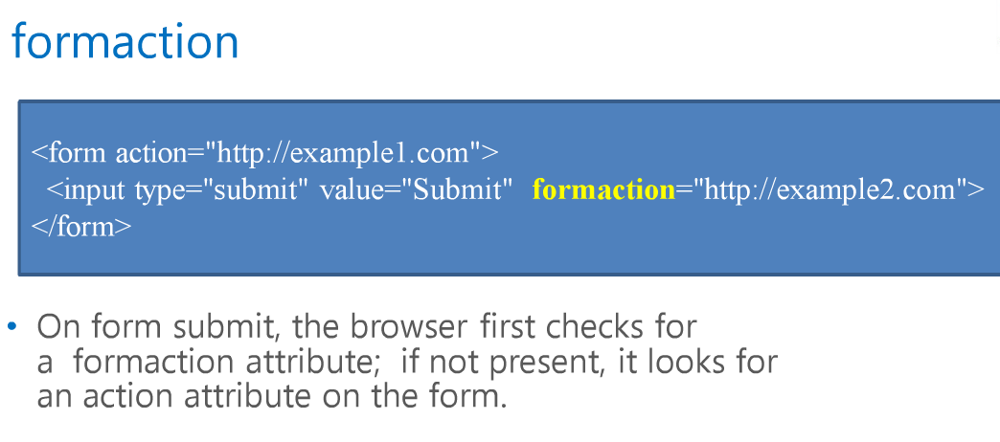 formaction
<form action="http://example1.com">
<input type="submit" value="Submit" formaction="http://example2.com">
</form>
• On form submit, the browser first checks for
a formaction attribute; if not present, it looks for
an action attribute on the form.